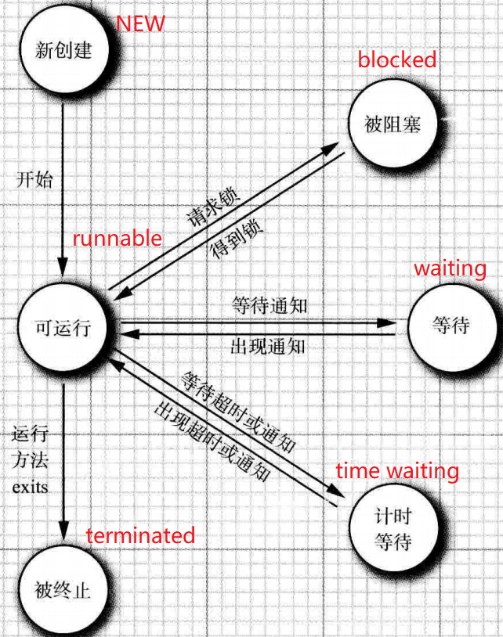 NEW
新创建
blocked
被阻塞
开始
请求锁
得到锁
runnable
waiting
可运行
等待通知
出现通知
等待
等待超时或通知
出现超时或通知
运行
方法
exits
time waiting
计时
等待
terminated
被终止